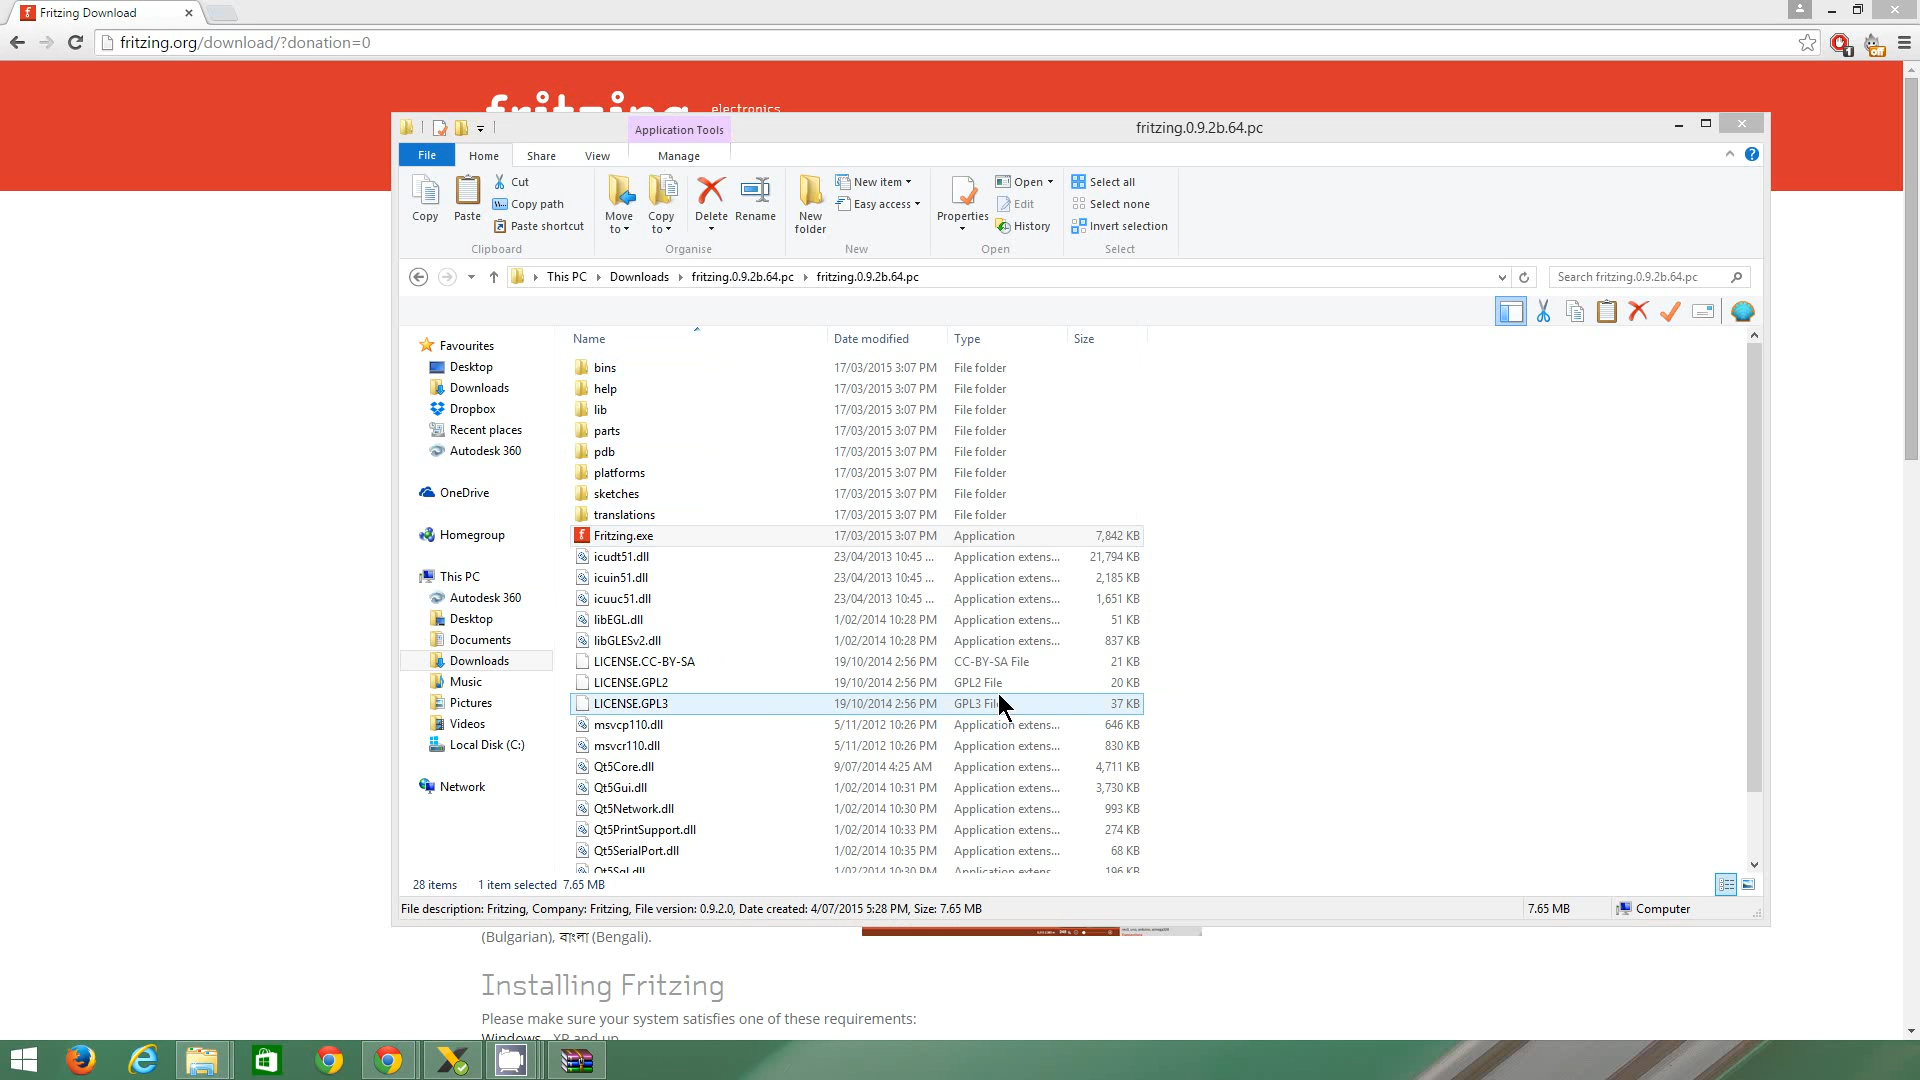 Fritzing Download
fritzing.org/download/?donation=0
fritzing electronics
Application Tools
fritzing.0.9.2b.64.pc
File Home Share View Manage
Copy
Paste
Cut
Copy path
Paste shortcut
Clipboard
Move to
Copy to
Delete
Rename
Organise
New folder
New item
Easy access
New
Properties
Open
Edit
History
Open
Select all
Select none
Invert selection
Select
This PC Downloads fritzing.0.9.2b.64.pc fritzing.0.9.2b.64.pc
Search fritzing.0.9.2b.64.pc
Favourites
Desktop
Downloads
Dropbox
Recent places
Autodesk 360
OneDrive
Homegroup
This PC
Autodesk 360
Desktop
Documents
Downloads
Music
Pictures
Videos
Local Disk (C:)
Network
Name Date modified Type Size
bins 17/03/2015 3:07 PM File folder
help 17/03/2015 3:07 PM File folder
lib 17/03/2015 3:07 PM File folder
parts 17/03/2015 3:07 PM File folder
pdb 17/03/2015 3:07 PM File folder
platforms 17/03/2015 3:07 PM File folder
sketches 17/03/2015 3:07 PM File folder
translations 17/03/2015 3:07 PM File folder
Fritzing.exe 17/03/2015 3:07 PM Application 7,842 KB
icudt51.dll 23/04/2013 10:45 ... Application extens... 21,794 KB
icuin51.dll 23/04/2013 10:45 ... Application extens... 2,185 KB
icuuc51.dll 23/04/2013 10:45 ... Application extens... 1,651 KB
libEGL.dll 1/02/2014 10:28 PM Application extens... 51 KB
libGLESv2.dll 1/02/2014 10:28 PM Application extens... 837 KB
LICENSE.CC-BY-SA 19/10/2014 2:56 PM CC-BY-SA File 21 KB
LICENSE.GPL2 19/10/2014 2:56 PM GPL2 File 20 KB
LICENSE.GPL3 19/10/2014 2:56 PM GPL3 File 37 KB
msvcp110.dll 5/11/2012 10:26 PM Application extens... 646 KB
msvcr110.dll 5/11/2012 10:26 PM Application extens... 830 KB
Qt5Core.dll 9/07/2014 4:25 AM Application extens... 4,711 KB
Qt5Gui.dll 1/02/2014 10:31 PM Application extens... 3,730 KB
Qt5Network.dll 1/02/2014 10:30 PM Application extens... 993 KB
Qt5PrintSupport.dll 1/02/2014 10:33 PM Application extens... 274 KB
Qt5SerialPort.dll 1/02/2014 10:35 PM Application extens... 68 KB
Qt5Sql.dll 1/02/2014 10:30 PM Application extens... 196 KB
28 items 1 item selected 7.65 MB
File description: Fritzing, Company: Fritzing, File version: 0.9.2.0, Date created: 4/07/2015 5:28 PM, Size: 7.65 MB 7.65 MB Computer
(Bulgarian), বাংলা (Bengali).
Installing Fritzing
Please make sure your system satisfies one of these requirements:
Windows - XP and up